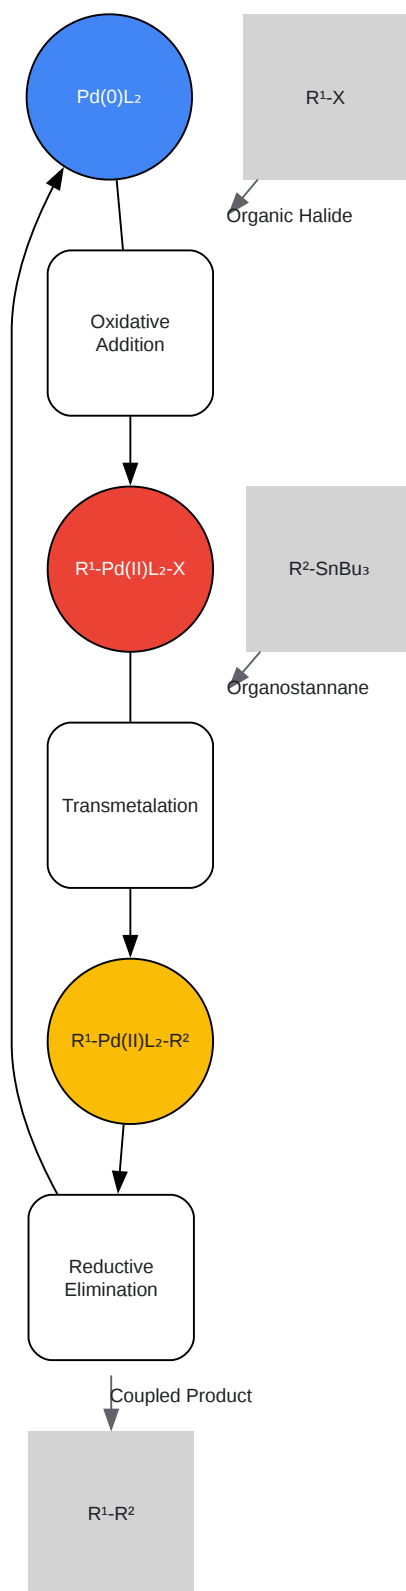 Pd(0)L₂
R¹-X
Organic Halide
Oxidative
Addition
R¹-Pd(II)L₂-X
R²-SnBu₃
Organostannane
Transmetalation
R¹-Pd(II)L₂-R²
Reductive
Elimination
Coupled Product
R¹-R²